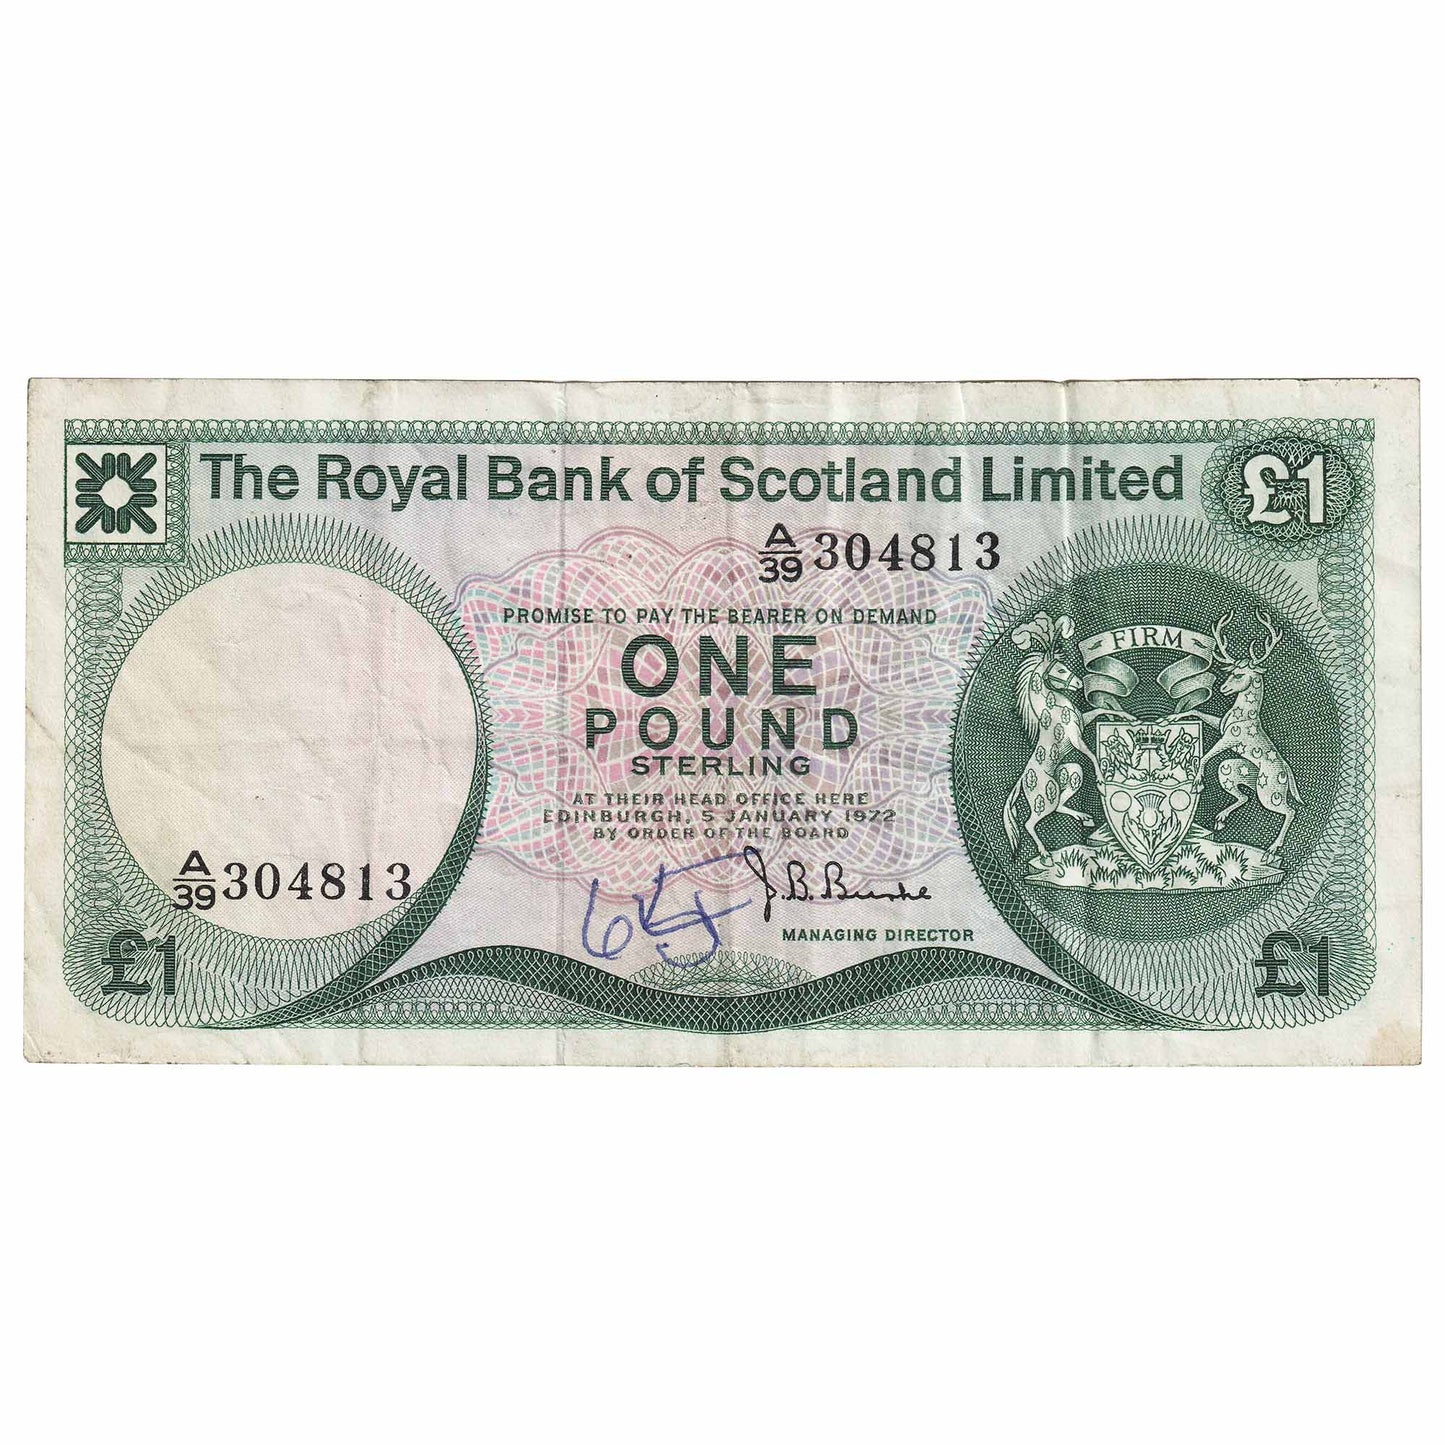 The Royal Bank of Scotland Limited
£1
A/39 304813
PROMISE TO PAY THE BEARER ON DEMAND
ONE
POUND
STERLING
AT THEIR HEAD OFFICE HERE
EDINBURGH, 5 JANUARY 1972
BY ORDER OF THE BOARD
J. B. Burke
MANAGING DIRECTOR
FIRM
A/39 304813
£1
£1